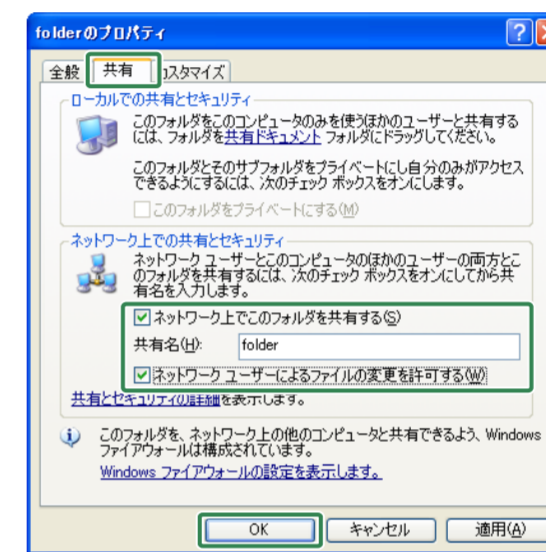 folderのプロパティ
全般
共有
カスタマイズ
ローカルでの共有とセキュリティ
このフォルダをこのコンピュータのみを使うほかのユーザーと共有する
には、フォルダを共有ドキュメント フォルダにドラッグしてください。
このフォルダとそのサブフォルダをプライベートにし自分のみがアクセス
できるようにするには、次のチェック ボックスをオンにします。
このフォルダをプライベートにする(M)
ネットワーク上での共有とセキュリティ
ネットワーク ユーザーとこのコンピュータのほかのユーザーの両方とこ
のフォルダを共有するには、次のチェック ボックスをオンにしてから共
有名を入力します。
ネットワーク上でこのフォルダを共有する(S)
共有名(H): folder
ネットワーク ユーザーによるファイルの変更を許可する(W)
共有とセキュリティの詳細を表示します。
このフォルダを、ネットワーク上の他のコンピュータと共有できるよう、Windows
ファイアウォールは構成されています。
Windows ファイアウォールの設定を表示します。
OK
キャンセル
適用(A)